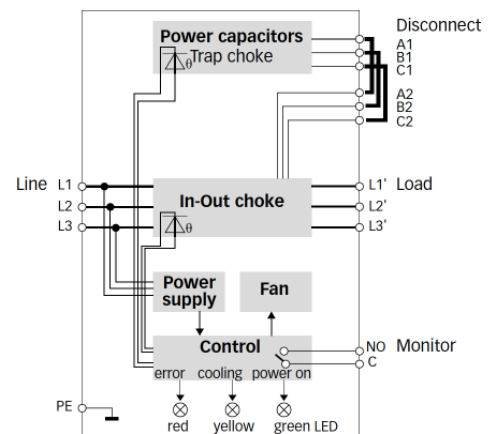 Power capacitors
Trap choke
θ
Disconnect
A1
B1
C1
A2
B2
C2
Line L1 In-Out choke L1' Load
L2 L2'
L3 θ L3'
Power
supply
Fan
Control
NO Monitor
C
error cooling power on
PE
red yellow green LED